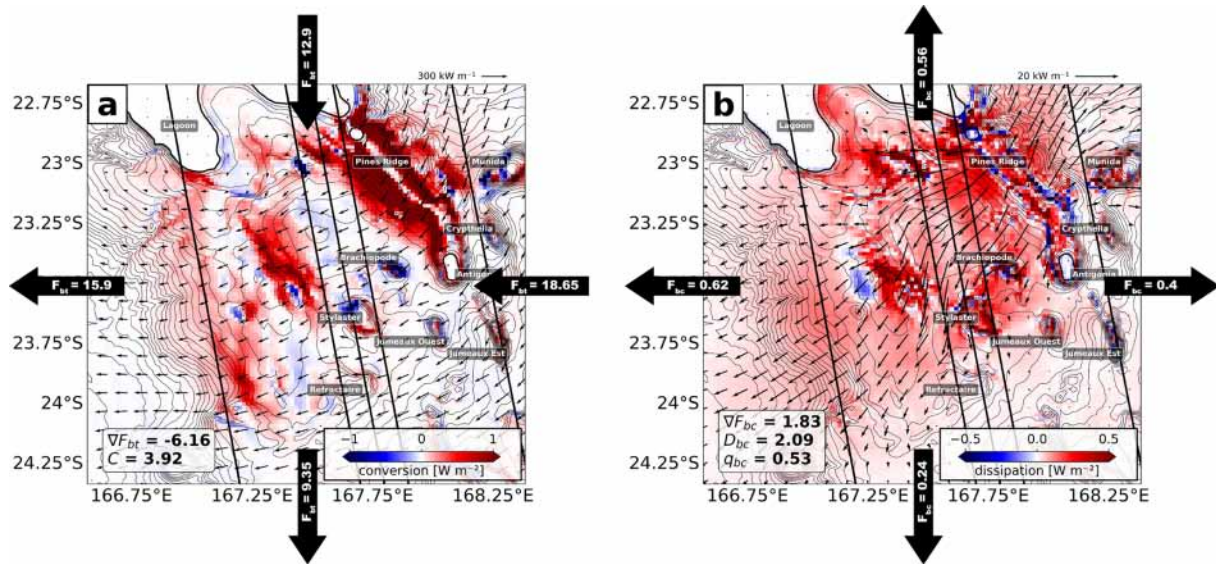 F_bt = 12.9
300 kW m⁻¹
a
22.75°S
23°S
23.25°S
23.75°S
24°S
24.25°S
Lagoon
Pines Ridge
Munida
Crypthelia
Brachiopode
Antigonia
Stylaster
Jumeaux Ouest
Jumeaux Est
Refractaire
F_bt = 15.9
F_bt = 18.65
∇F_bt = -6.16
C = 3.92
−1 0 1
conversion [W m⁻²]
F_bt = 9.35
166.75°E 167.25°E 167.75°E 168.25°E
F_bc = 0.56
20 kW m⁻¹
b
22.75°S
23°S
23.25°S
23.75°S
24°S
24.25°S
Lagoon
Pines Ridge
Munida
Crypthelia
Brachiopode
Antigonia
Stylaster
Jumeaux Ouest
Jumeaux Est
Refractaire
F_bc = 0.62
F_bc = 0.4
∇F_bc = 1.83
D_bc = 2.09
q_bc = 0.53
−0.5 0.0 0.5
dissipation [W m⁻²]
F_bc = 0.24
166.75°E 167.25°E 167.75°E 168.25°E